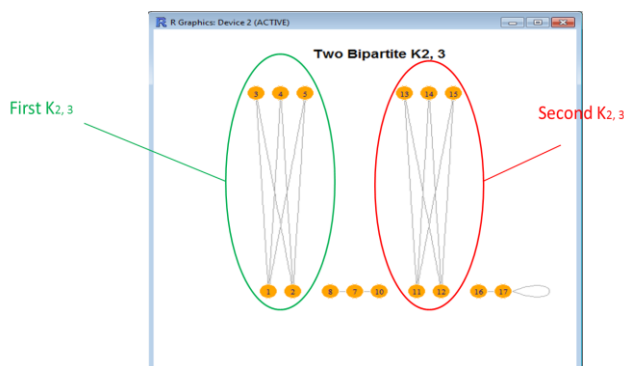 R Graphics: Device 2 (ACTIVE)
Two Bipartite K2, 3
3 4 5 13 14 15
First K2, 3
Second K2, 3
1 2 8 7 10 11 12 16 17